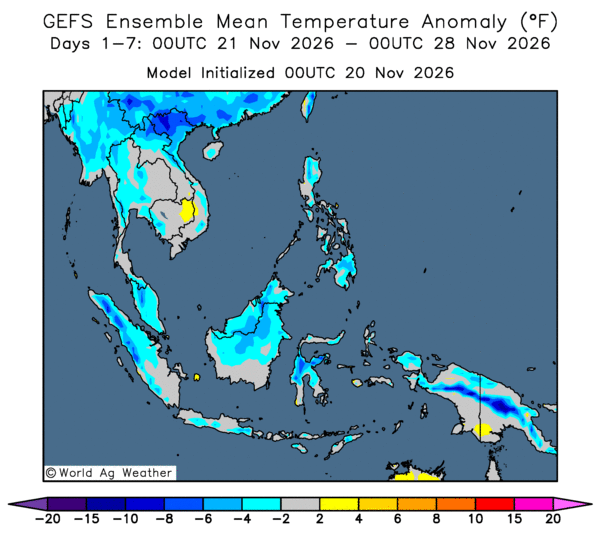 GEFS Ensemble Mean Temperature Anomaly (°F)
Days 1-7: 00UTC 21 Nov 2026 - 00UTC 28 Nov 2026
Model Initialized 00UTC 20 Nov 2026
©World Ag Weather
-20 -15 -10 -8 -6 -4 -2 2 4 6 8 10 15 20